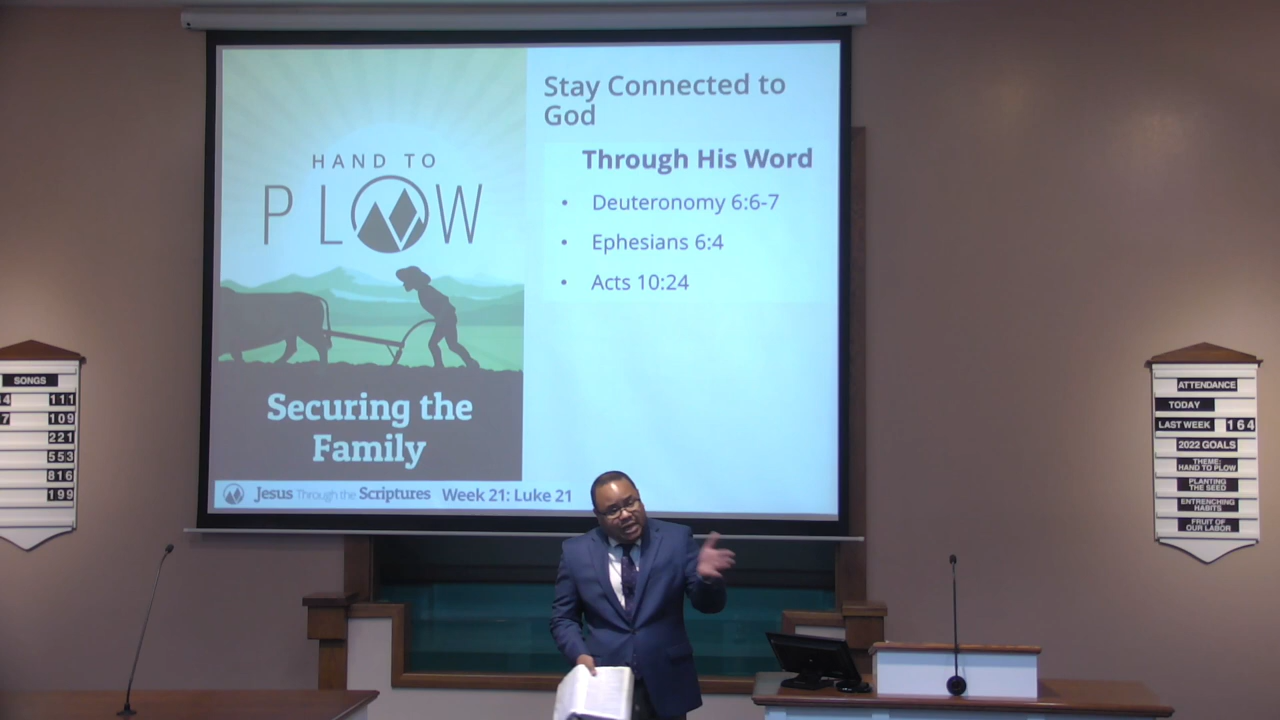 HAND TO
PLOW
Securing the
Family
Stay Connected to
God
Through His Word
• Deuteronomy 6:6-7
• Ephesians 6:4
• Acts 10:24
Jesus Through the Scriptures Week 21: Luke 21
SONGS
4 111
7 109
221
553
816
199
ATTENDANCE
TODAY
LAST WEEK 164
2022 GOALS
THEME:
HAND TO PLOW
PLANTING
THE SEED
ENTRENCHING
HABITS
FRUIT OF
OUR LABOR